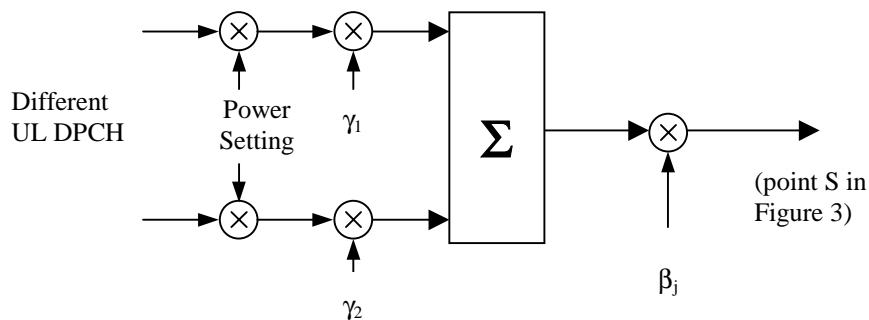 Different
UL DPCH
Power
Setting
γ1
γ2
Σ
βj
(point S in
Figure 3)